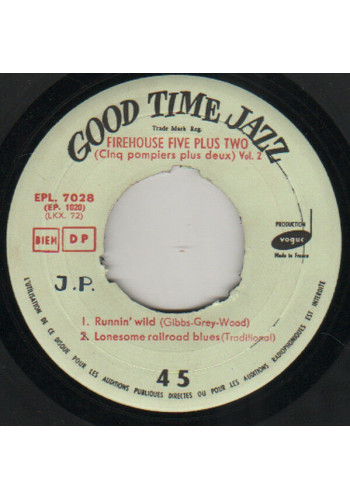 GOOD TIME JAZZ
Trade Mark Reg.
FIREHOUSE FIVE PLUS TWO
(Cinq pompiers plus deux) Vol. 2
EPL. 7028
(EP. 1020)
(LKX. 72)
BIEM DP
PRODUCTION
vogue
Made in France
J.P.
1. Runnin' wild (Gibbs-Grey-Wood)
2. Lonesome railroad blues (Traditional)
45
L'UTILISATION DE CE DISQUE POUR LES AUDITIONS PUBLIQUES DIRECTES OU POUR LES AUDITIONS RADIOPHONIQUES EST INTERDITE